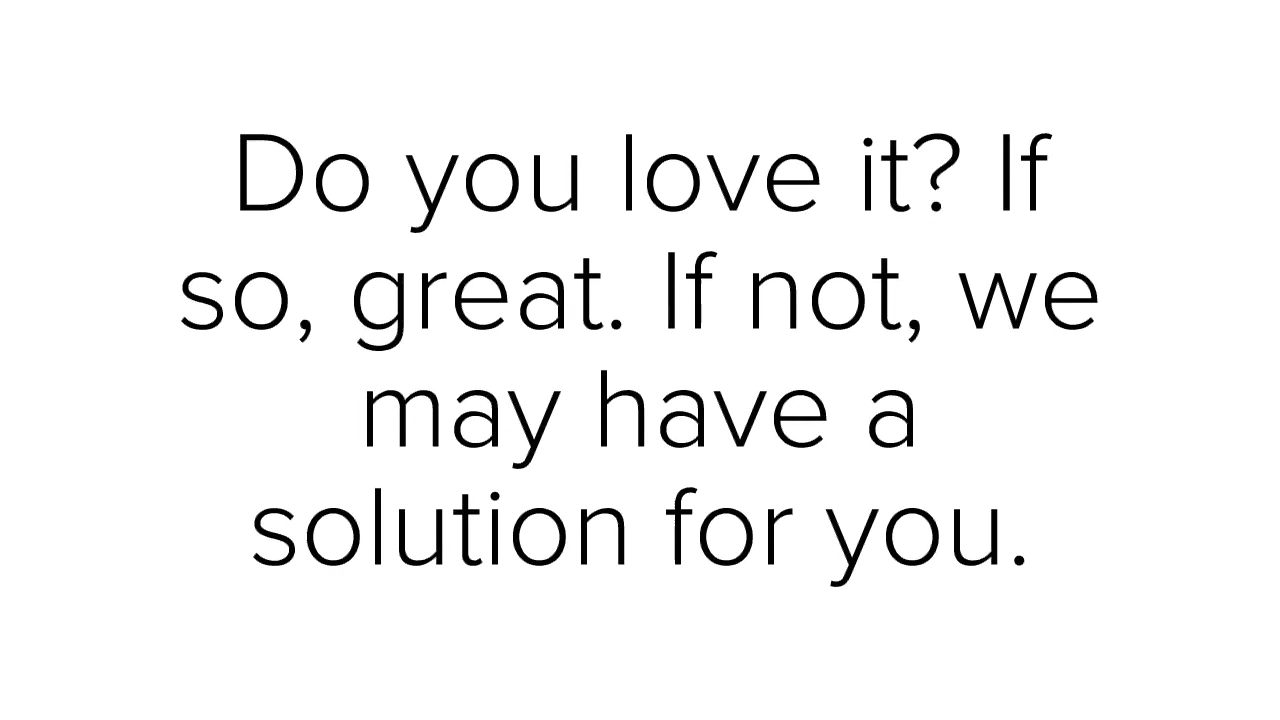 Do you love it? If
so, great. If not, we
may have a
solution for you.